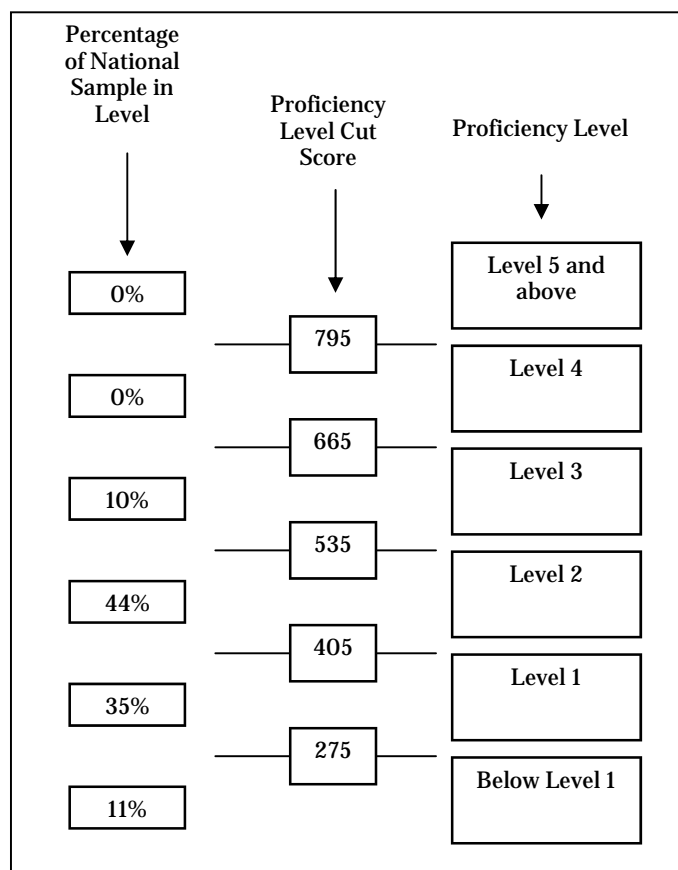 Percentage
of National
Sample in
Level
Proficiency
Level Cut
Score
Proficiency Level
Level 5 and
above
0%
795
Level 4
0%
665
Level 3
10%
535
Level 2
44%
405
Level 1
35%
275
Below Level 1
11%